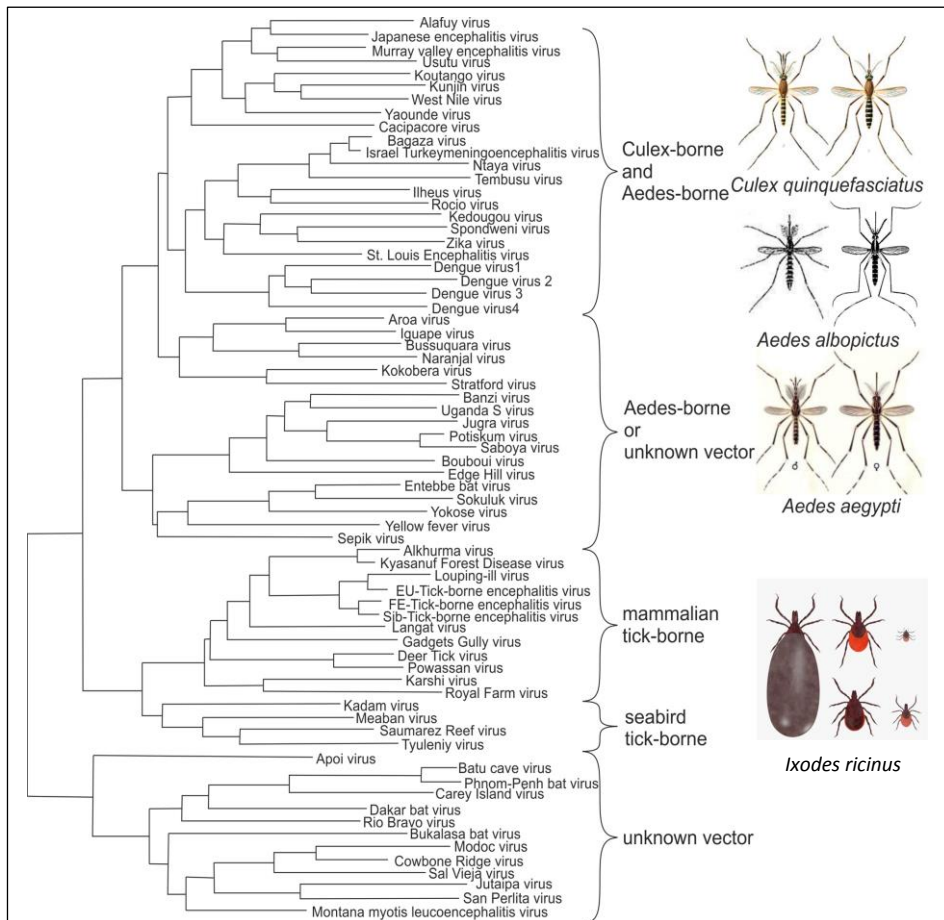 Alafuy virus
Japanese encephalitis virus
Murray valley encephalitis virus
Usutu virus
Koutango virus
Kunjin virus
West Nile virus
Yaounde virus
Cacipacore virus
Bagaza virus
Israel Turkeymeningoencephalitis virus
Ntaya virus
Tembusu virus
Ilheus virus
Rocio virus
Kedougou virus
Spondweni virus
Zika virus
St. Louis Encephalitis virus
Dengue virus1
Dengue virus 2
Dengue virus 3
Dengue virus4
Aroa virus
Iguape virus
Bussuquara virus
Naranjal virus
Kokobera virus
Stratford virus
Banzi virus
Uganda S virus
Jugra virus
Potiskum virus
Saboya virus
Bouboui virus
Edge Hill virus
Entebbe bat virus
Sokuluk virus
Yokose virus
Yellow fever virus
Sepik virus
Alkhurma virus
Kyasanuf Forest Disease virus
Louping-ill virus
EU-Tick-borne encephalitis virus
FE-Tick-borne encephalitis virus
Sib-Tick-borne encephalitis virus
Langat virus
Gadgets Gully virus
Deer Tick virus
Powassan virus
Karshi virus
Royal Farm virus
Kadam virus
Meaban virus
Saumarez Reef virus
Tyuleniy virus
Apoi virus
Batu cave virus
Phnom-Penh bat virus
Carey Island virus
Dakar bat virus
Rio Bravo virus
Bukalasa bat virus
Modoc virus
Cowbone Ridge virus
Sal Vieja virus
Jutaipa virus
San Perlita virus
Montana myotis leucoencephalitis virus
Culex-borne
and
Aedes-borne
Aedes-borne
or
unknown vector
mammalian
tick-borne
seabird
tick-borne
unknown vector
Culex quinquefasciatus
Aedes albopictus
♂ ♀
Aedes aegypti
Ixodes ricinus